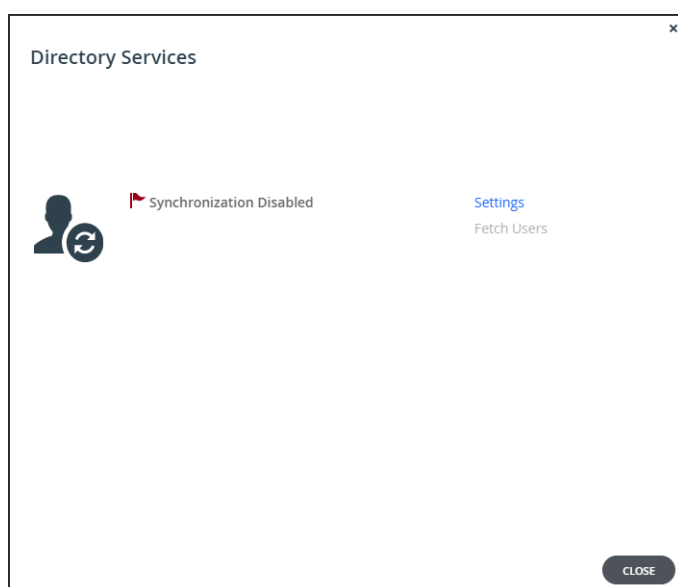 ×
Directory Services
Synchronization Disabled
Settings
Fetch Users
CLOSE